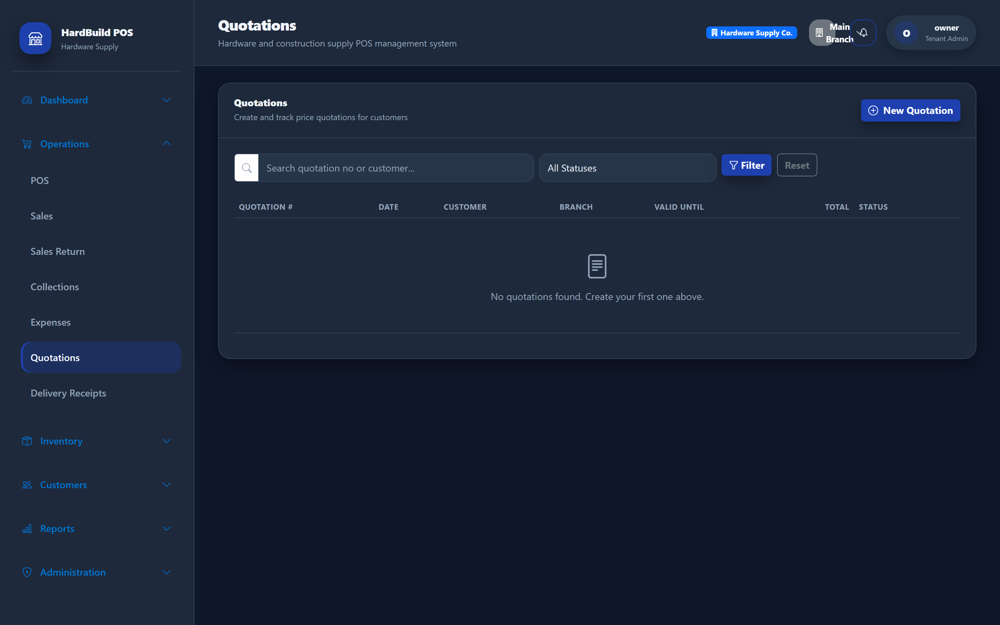 HardBuild POS
Hardware Supply
Dashboard
Operations
POS
Sales
Sales Return
Collections
Expenses
Quotations
Delivery Receipts
Inventory
Customers
Reports
Administration
Quotations
Hardware and construction supply POS management system
Hardware Supply Co.
Main
Branch
O
owner
Tenant Admin
Quotations
Create and track price quotations for customers
New Quotation
Search quotation no or customer...
All Statuses
Filter
Reset
QUOTATION # DATE CUSTOMER BRANCH VALID UNTIL TOTAL STATUS
No quotations found. Create your first one above.